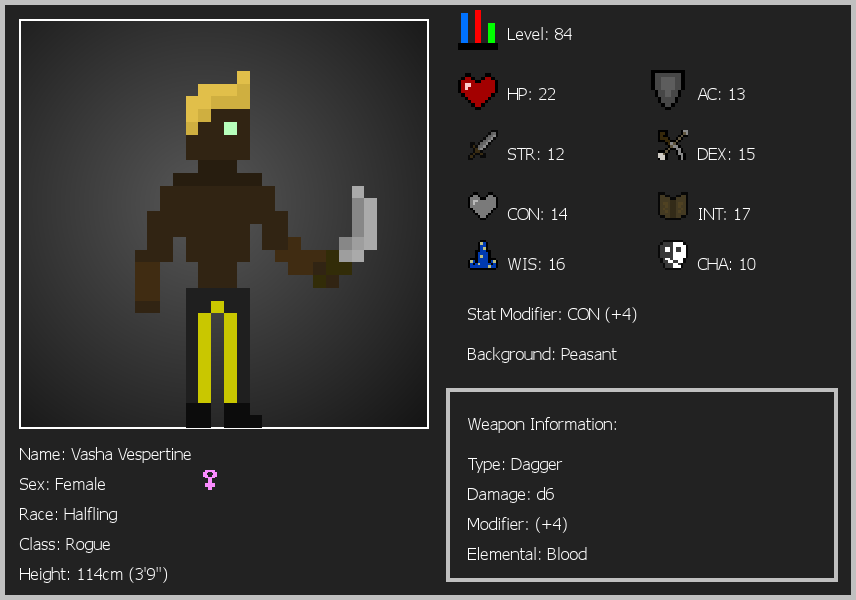 Level: 84
HP: 22
AC: 13
STR: 12
DEX: 15
CON: 14
INT: 17
WIS: 16
CHA: 10
Stat Modifier: CON (+4)
Background: Peasant
Weapon Information:
Type: Dagger
Damage: d6
Modifier: (+4)
Elemental: Blood
Name: Vasha Vespertine
Sex: Female
Race: Halfling
Class: Rogue
Height: 114cm (3'9")